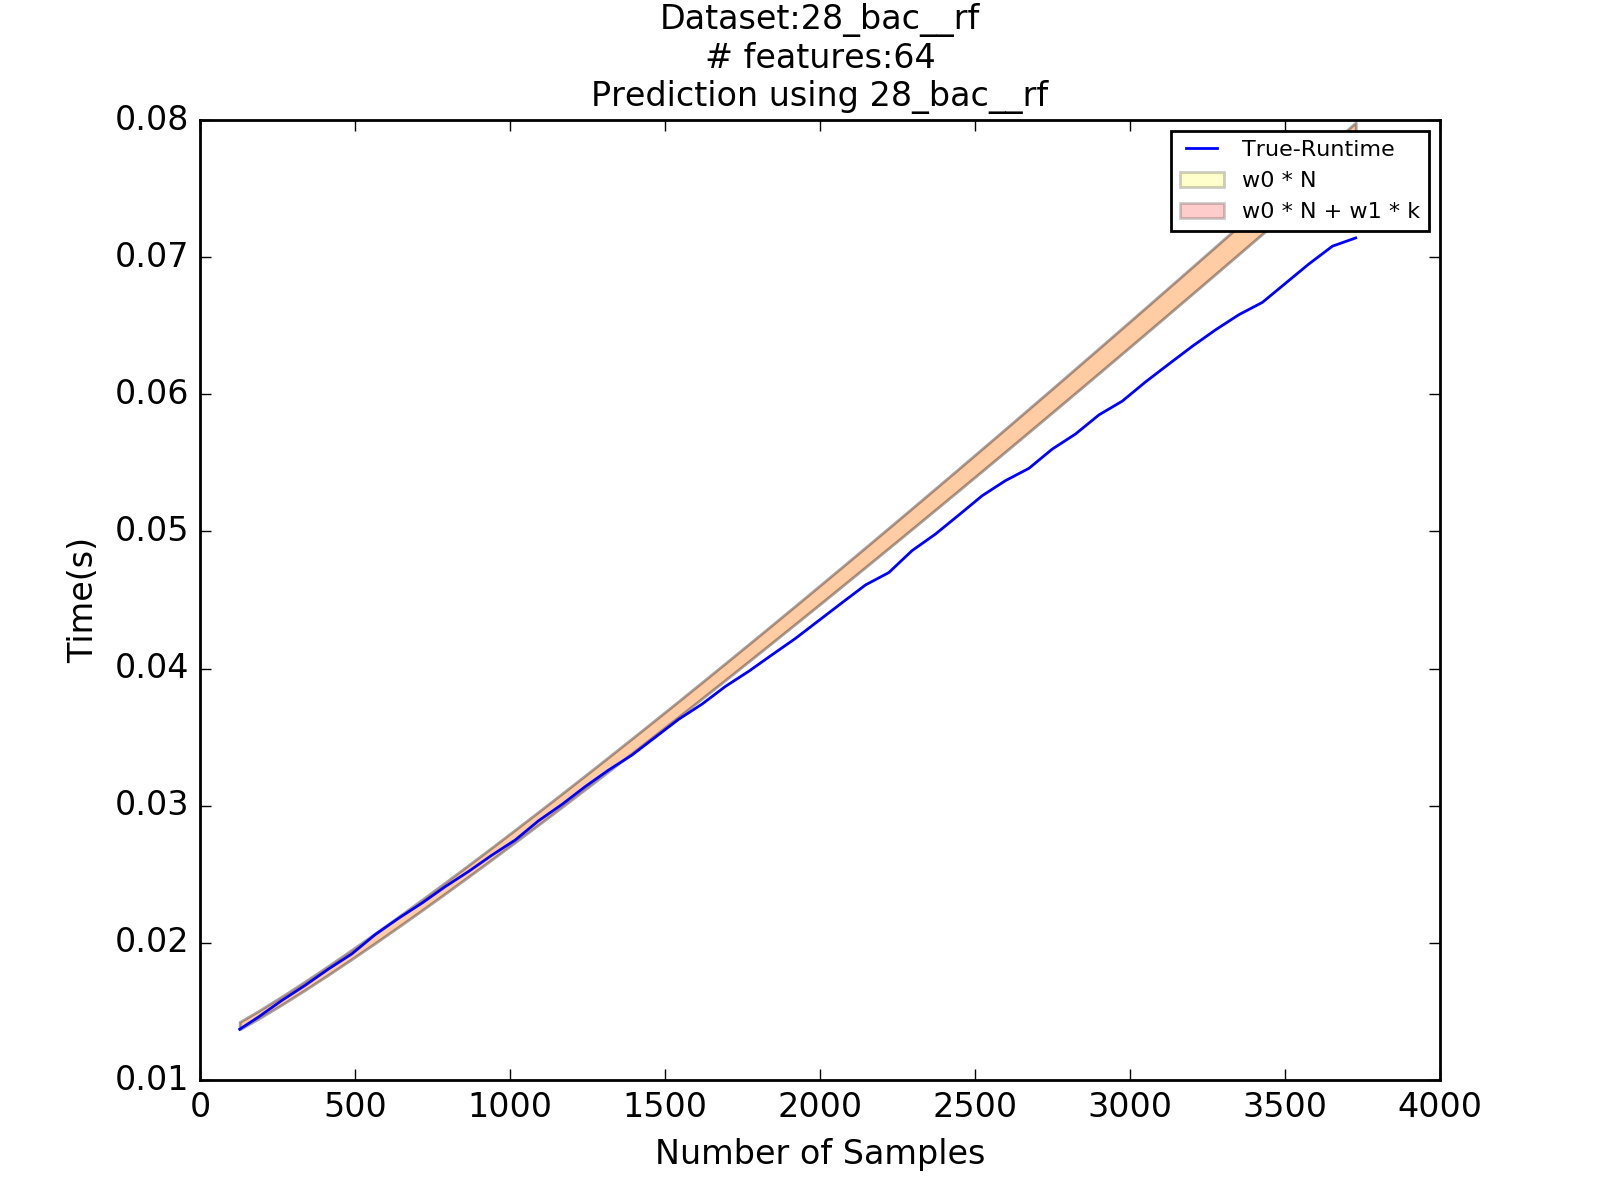 Dataset:28_bac__rf
# features:64
Prediction using 28_bac__rf
True-Runtime
w0 * N
w0 * N + w1 * k
0.08
0.07
0.06
0.05
0.04
0.03
0.02
0.01
Time(s)
0 500 1000 1500 2000 2500 3000 3500 4000
Number of Samples